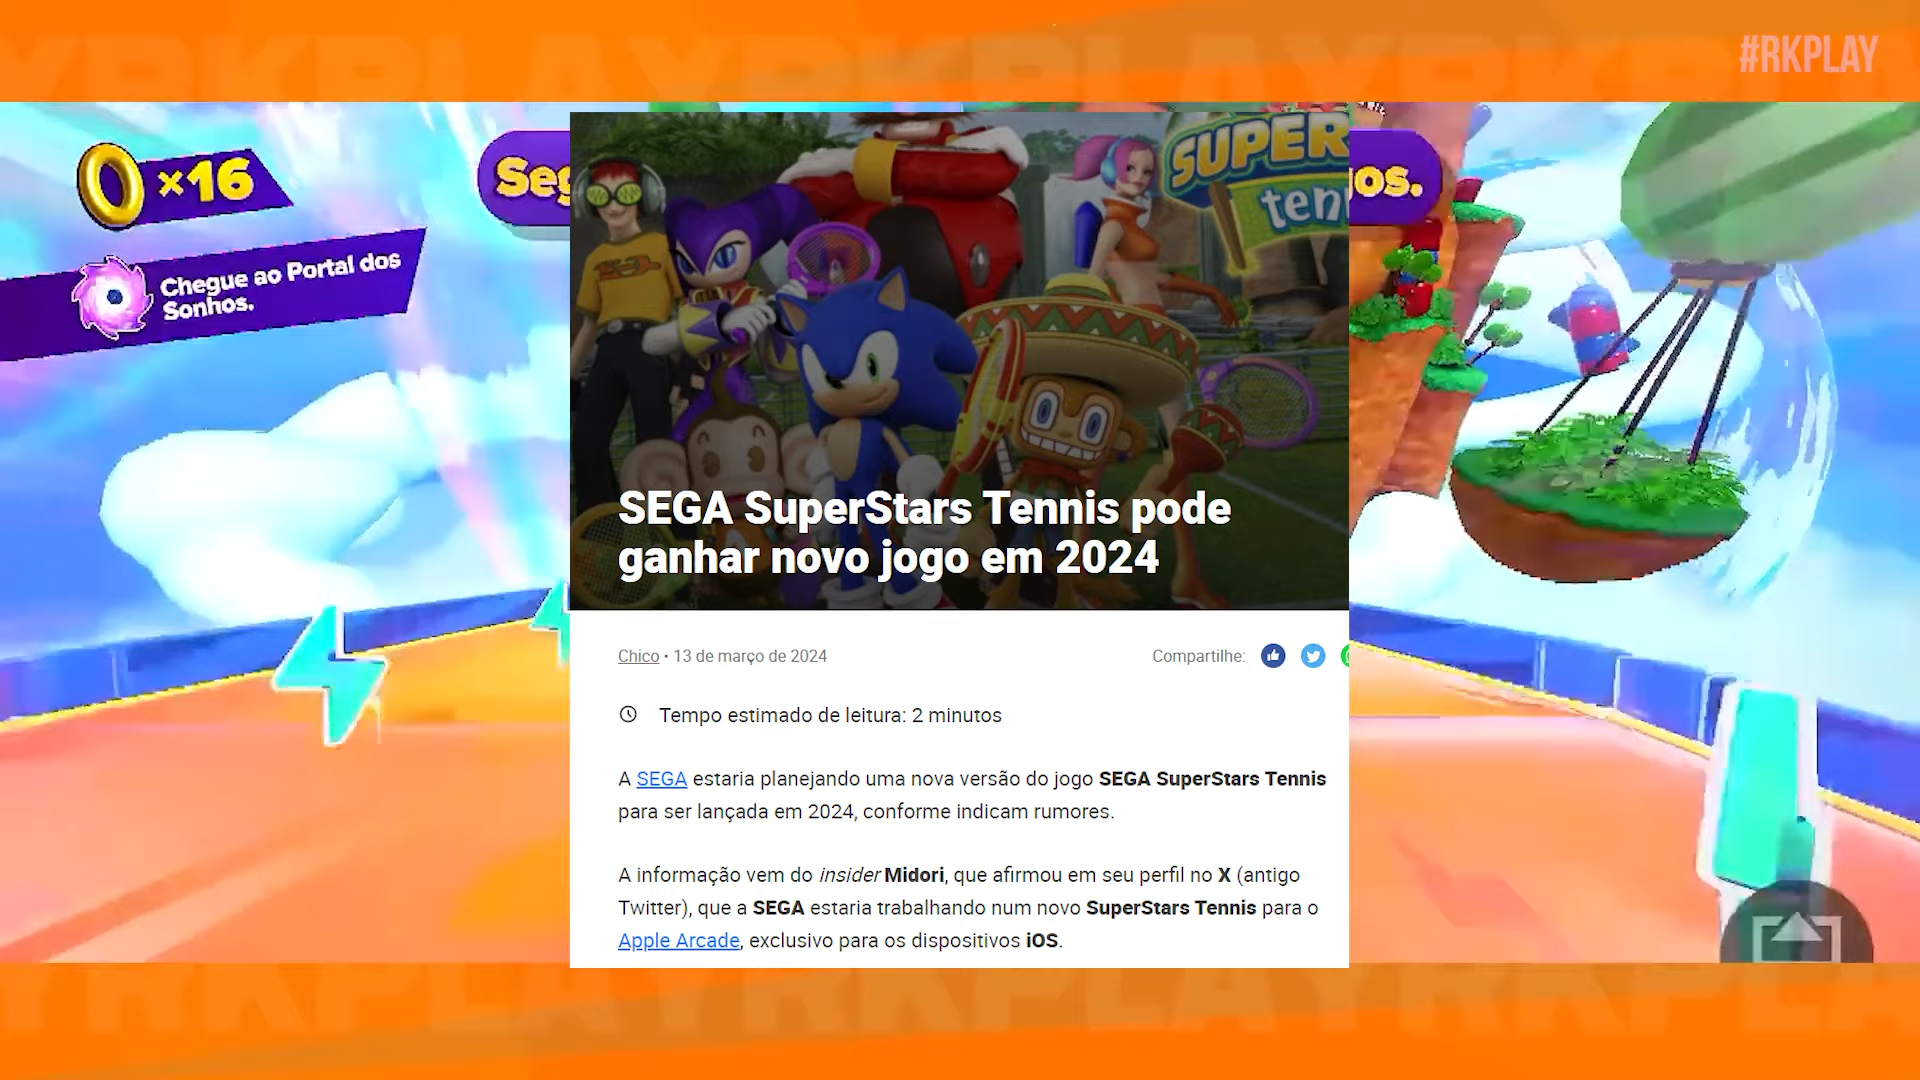 #RKPLAY
×16
Chegue ao Portal dos
Sonhos.
SUPER
SEGA SuperStars Tennis pode
ganhar novo jogo em 2024
Chico • 13 de março de 2024
Compartilhe:
Tempo estimado de leitura: 2 minutos
A SEGA estaria planejando uma nova versão do jogo SEGA SuperStars Tennis
para ser lançada em 2024, conforme indicam rumores.
A informação vem do insider Midori, que afirmou em seu perfil no X (antigo
Twitter), que a SEGA estaria trabalhando num novo SuperStars Tennis para o
Apple Arcade, exclusivo para os dispositivos iOS.